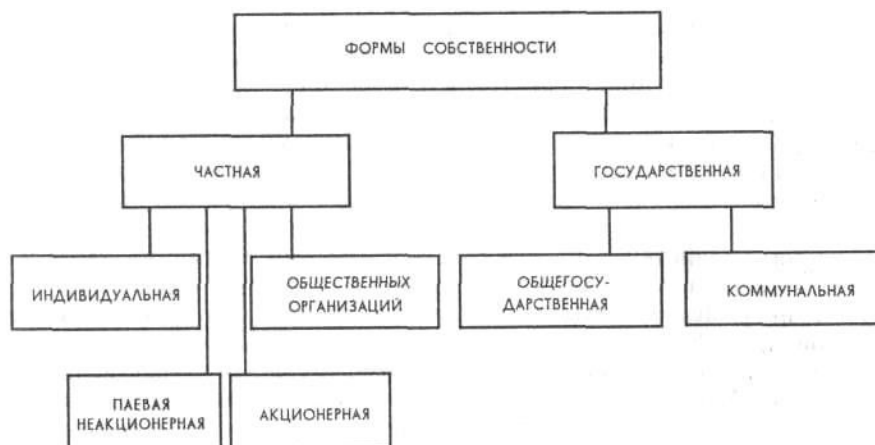 ФОРМЫ СОБСТВЕННОСТИ
ЧАСТНАЯ
ГОСУДАРСТВЕННАЯ
ИНДИВИДУАЛЬНАЯ
ОБЩЕСТВЕННЫХ
ОРГАНИЗАЦИЙ
ОБЩЕГОСУ-
ДАРСТВЕННАЯ
КОММУНАЛЬНАЯ
ПАЕВАЯ
НЕАКЦИОНЕРНАЯ
АКЦИОНЕРНАЯ